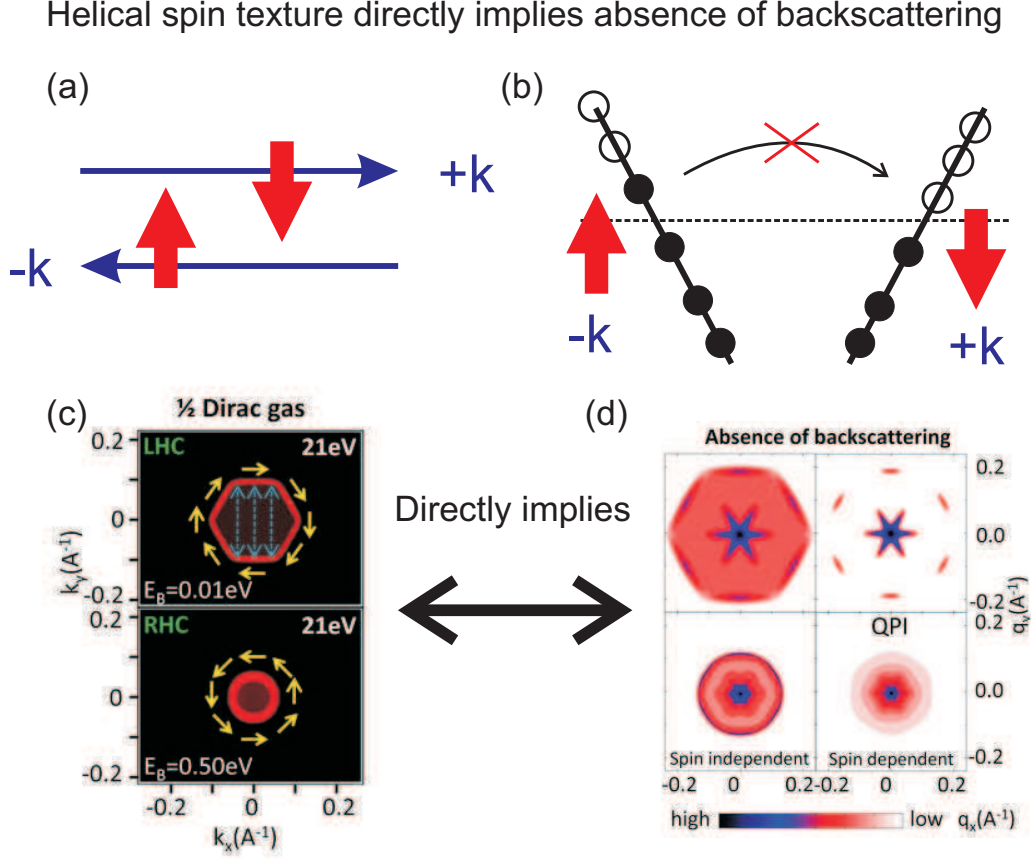 Helical spin texture directly implies absence of backscattering
(a)
+k
-k
(b)
-k
+k
(c)
½ Dirac gas
LHC 21eV
E_B=0.01eV
RHC 21eV
E_B=0.50eV
0.2
0
-0.2
0.2
0
-0.2
k_y(A⁻¹)
-0.2 0 0.2
k_x(A⁻¹)
Directly implies
(d)
Absence of backscattering
0.2
0.0
-0.2
q_y(A⁻¹)
QPI
0.2
-0.0
-0.2
Spin independent Spin dependent
-0.2 0 0.2 -0.2 0 0.2
high low q_x(A⁻¹)